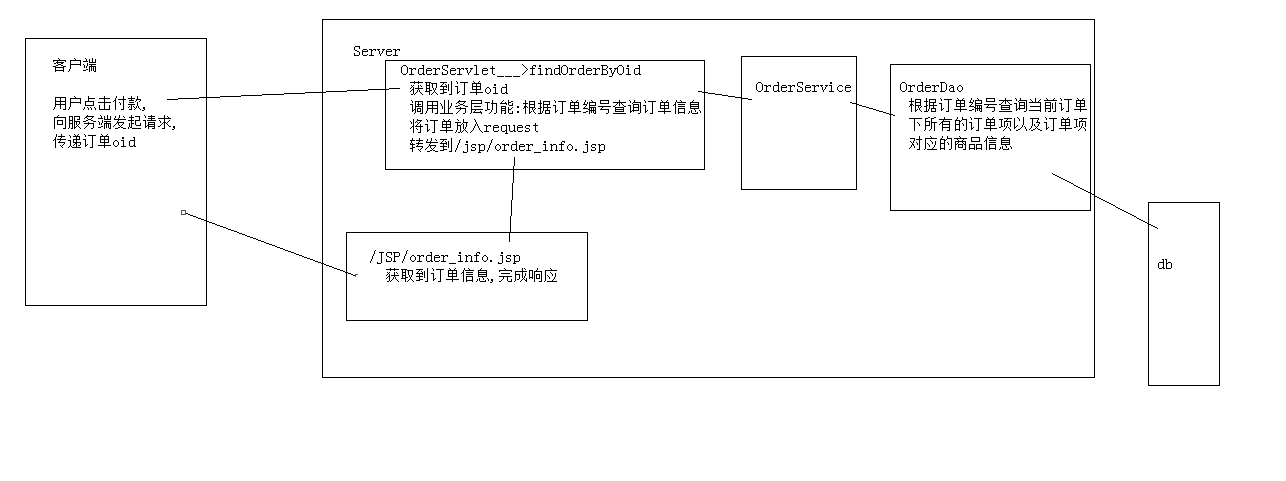 客户端
用户点击付款,
向服务端发起请求,
传递订单oid
Server
OrderServlet___>findOrderByOid
获取到订单oid
调用业务层功能:根据订单编号查询订单信息
将订单放入request
转发到/jsp/order_info.jsp
/JSP/order_info.jsp
获取到订单信息,完成响应
OrderService
OrderDao
根据订单编号查询当前订单
下所有的订单项以及订单项
对应的商品信息
db